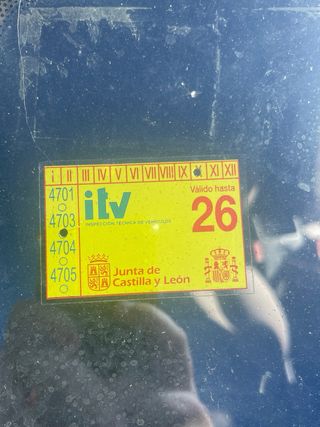 I II III IV V VI VII VIII IX X XI XII
4701
4703
4704
4705
itv
INSPECCIÓN TÉCNICA DE VEHÍCULOS
Válido hasta
26
Junta de
Castilla y León